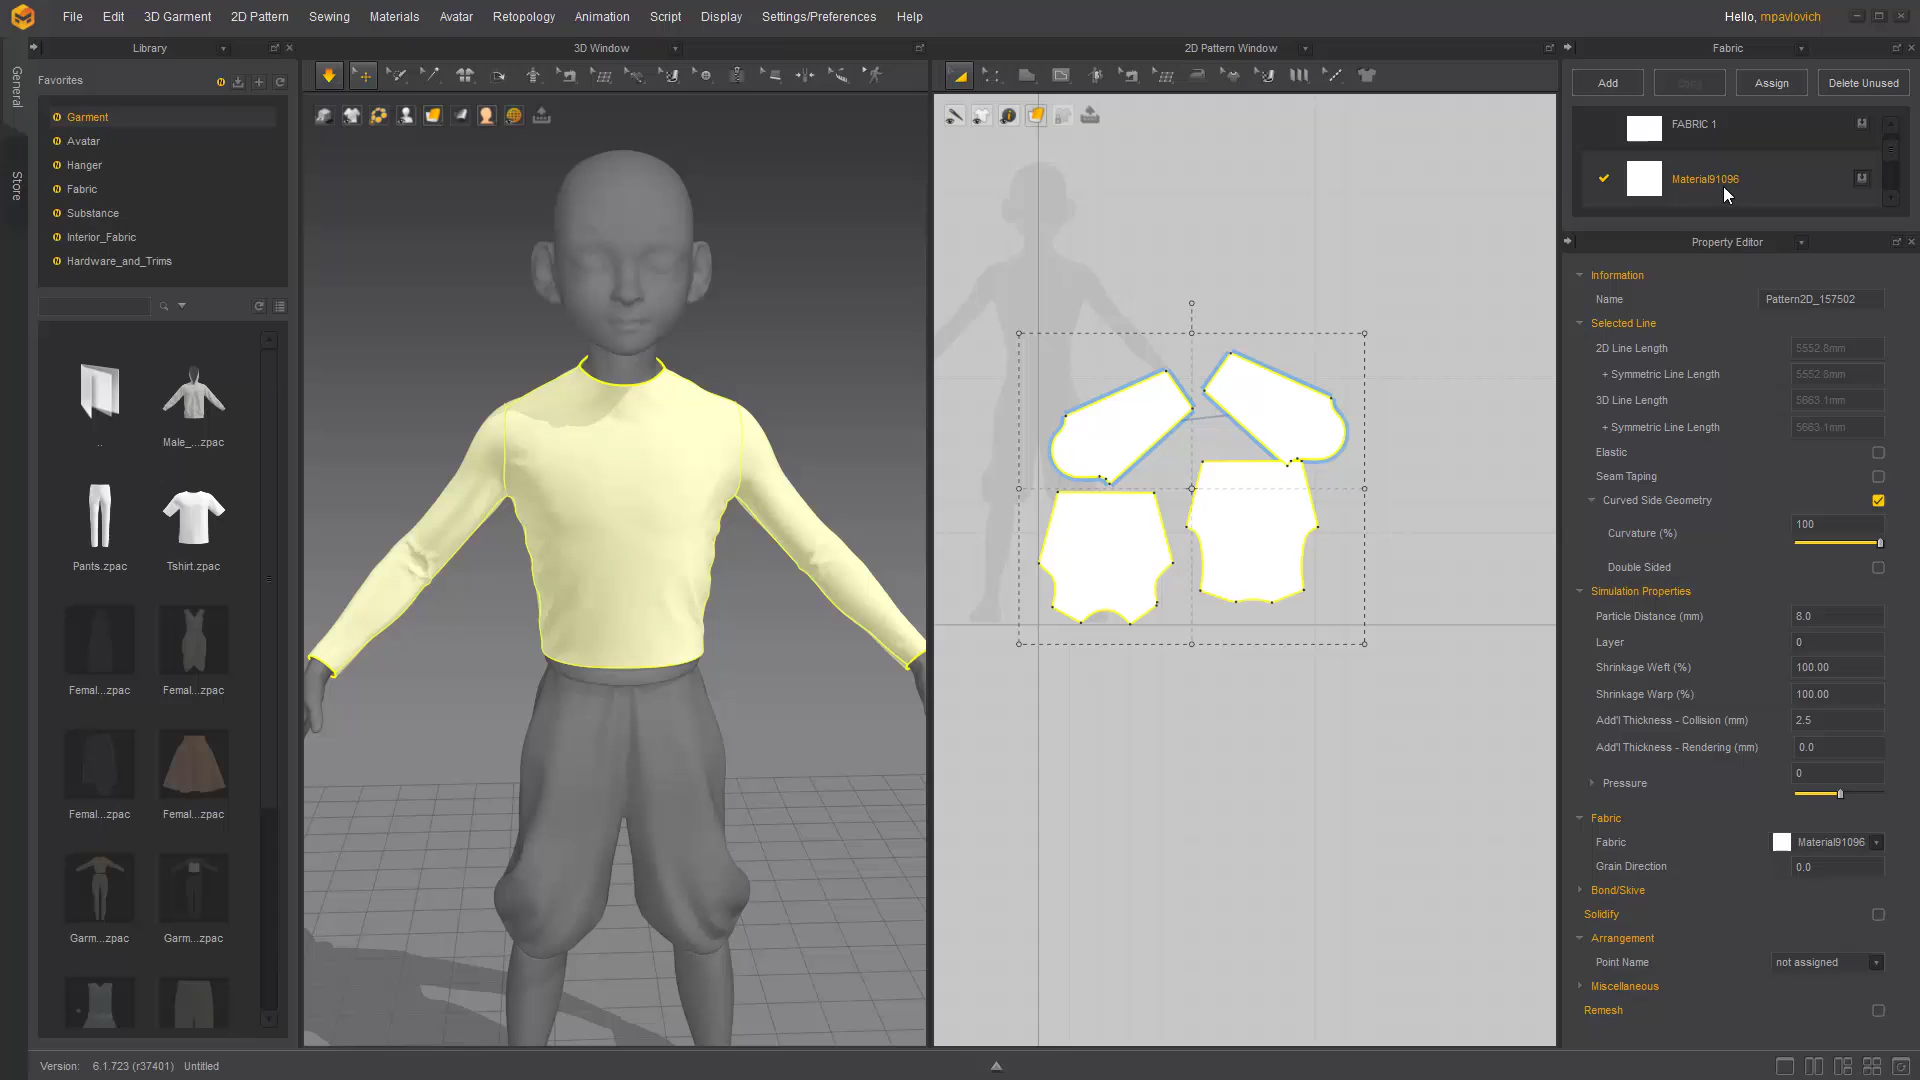 File Edit 3D Garment 2D Pattern Sewing Materials Avatar Retopology Animation Script Display Settings/Preferences Help Hello, mpavlovich
Library 3D Window 2D Pattern Window Fabric
General
Store
Favorites
Garment
Avatar
Hanger
Fabric
Substance
Interior_Fabric
Hardware_and_Trims
..
Male_...zpac
Pants.zpac
Tshirt.zpac
Femal...zpac
Femal...zpac
Femal...zpac
Femal...zpac
Garm...zpac
Garm...zpac
Add Copy Assign Delete Unused
FABRIC 1
Material91096
Property Editor
Information
Name Pattern2D_157502
Selected Line
2D Line Length 5552.8mm
+ Symmetric Line Length 5552.8mm
3D Line Length 5663.1mm
+ Symmetric Line Length 5663.1mm
Elastic
Seam Taping
Curved Side Geometry
Curvature (%) 100
Double Sided
Simulation Properties
Particle Distance (mm) 8.0
Layer 0
Shrinkage Weft (%) 100.00
Shrinkage Warp (%) 100.00
Add'l Thickness - Collision (mm) 2.5
Add'l Thickness - Rendering (mm) 0.0
Pressure 0
Fabric
Fabric Material91096
Grain Direction 0.0
Bond/Skive
Solidify
Arrangement
Point Name not assigned
Miscellaneous
Remesh
Version: 6.1.723 (r37401) Untitled